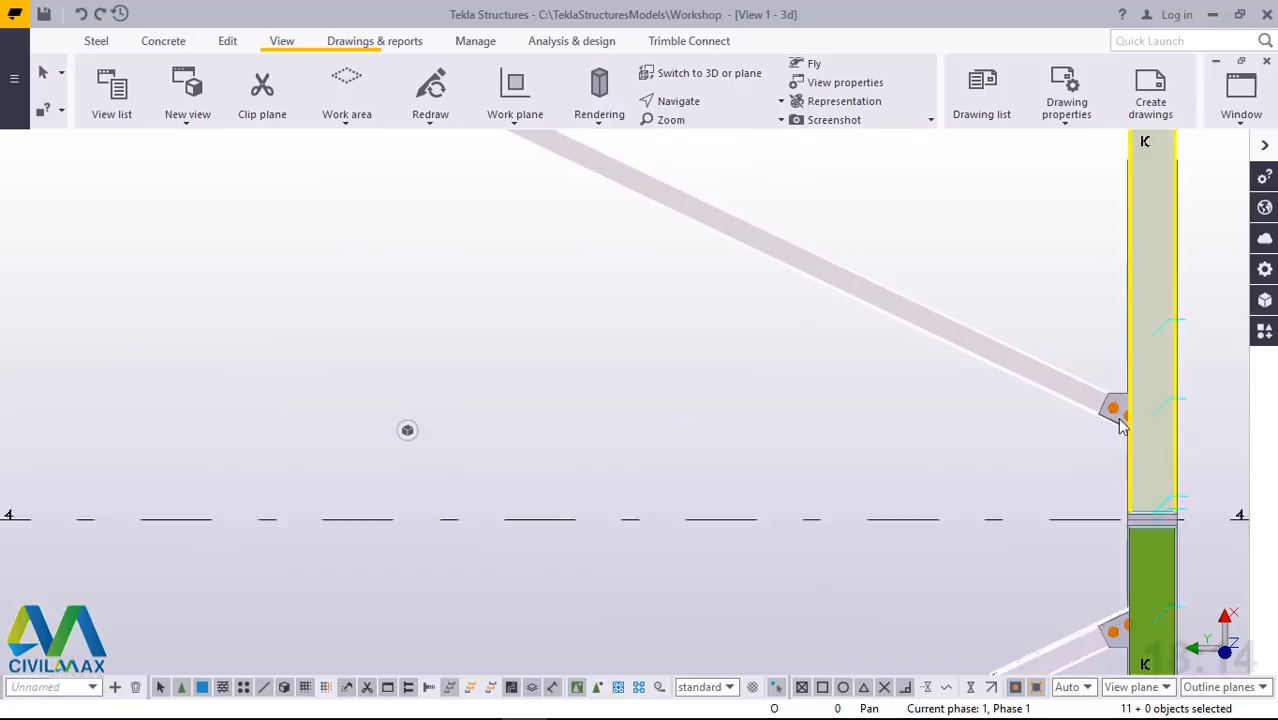 Tekla Structures - C:\TeklaStructuresModels\Workshop - [View 1 - 3d]
Log in
Steel
Concrete
Edit
View
Drawings & reports
Manage
Analysis & design
Trimble Connect
Quick Launch
View list
New view
Clip plane
Work area
Redraw
Work plane
Rendering
Switch to 3D or plane
Navigate
Zoom
Fly
View properties
Representation
Screenshot
Drawing list
Drawing properties
Create drawings
Window
K
4
4
K
Y
X
Z
CIVILMAX
Unnamed
standard
Auto
View plane
Outline planes
O
0
Pan
Current phase: 1, Phase 1
11 + 0 objects selected